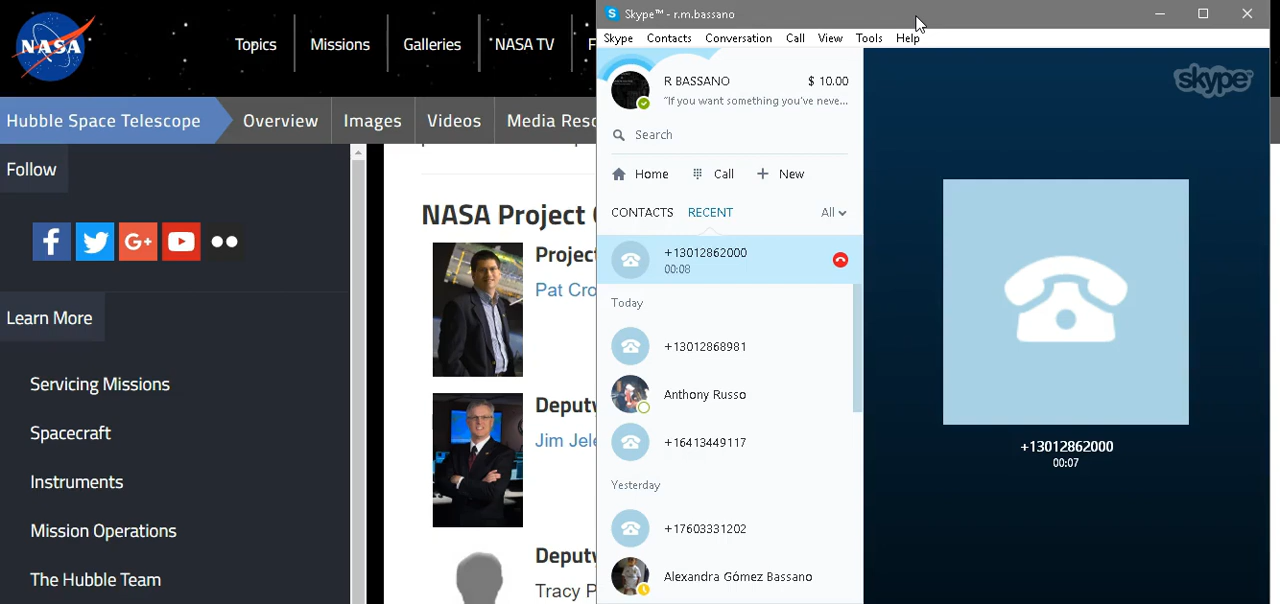 NASA
Topics
Missions
Galleries
NASA TV
F
Hubble Space Telescope
Overview
Images
Videos
Media Reso
Follow
Learn More
Servicing Missions
Spacecraft
Instruments
Mission Operations
The Hubble Team
NASA Project
Project
Pat Cro
Deputy
Jim Jele
Deputy
Tracy P
Skype™ - r.m.bassano
Skype Contacts Conversation Call View Tools Help
R BASSANO $ 10.00
"If you want something you've neve...
Search
Home Call New
CONTACTS RECENT All
+13012862000
00:08
Today
+13012868981
Anthony Russo
+16413449117
Yesterday
+17603331202
Alexandra Gómez Bassano
skype
+13012862000
00:07